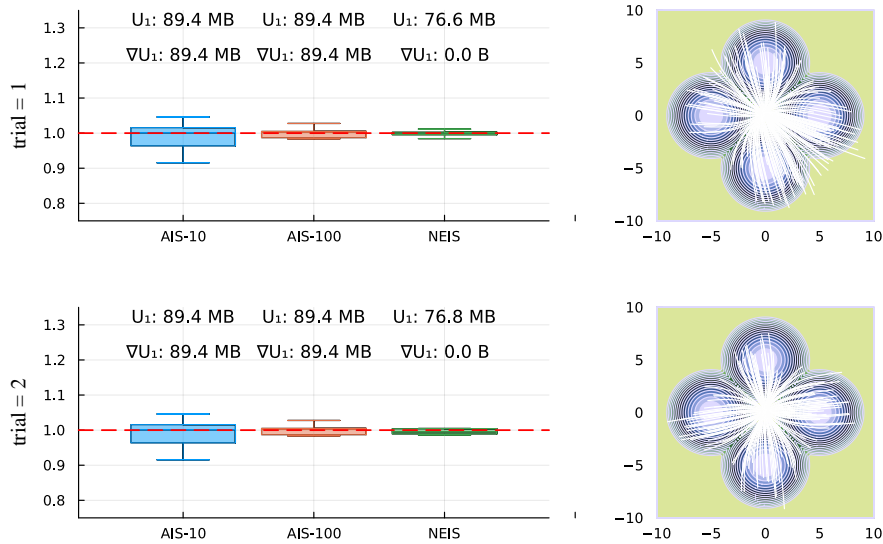 U₁: 89.4 MB U₁: 89.4 MB U₁: 76.6 MB
∇U₁: 89.4 MB ∇U₁: 89.4 MB ∇U₁: 0.0 B
trial = 1
1.3
1.2
1.1
1.0
0.9
0.8
AIS-10 AIS-100 NEIS
10
5
0
−5
−10
−10 −5 0 5 10
U₁: 89.4 MB U₁: 89.4 MB U₁: 76.8 MB
∇U₁: 89.4 MB ∇U₁: 89.4 MB ∇U₁: 0.0 B
trial = 2
1.3
1.2
1.1
1.0
0.9
0.8
AIS-10 AIS-100 NEIS
10
5
0
−5
−10
−10 −5 0 5 10